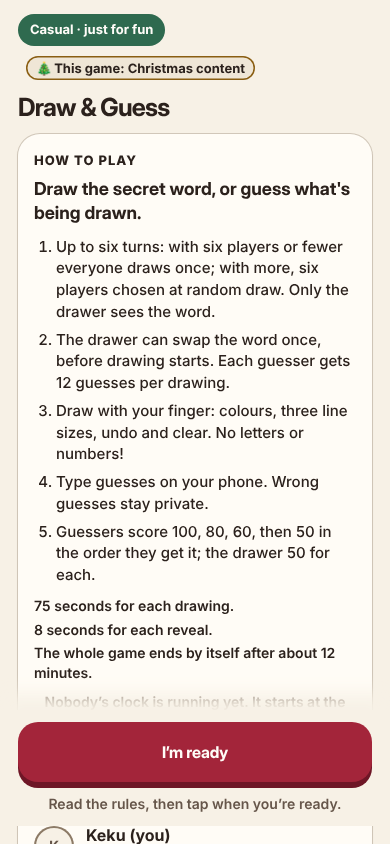 Casual · just for fun
🎄 This game: Christmas content
Draw & Guess
HOW TO PLAY
Draw the secret word, or guess what's
being drawn.
1. Up to six turns: with six players or fewer
everyone draws once; with more, six
players chosen at random draw. Only the
drawer sees the word.
2. The drawer can swap the word once,
before drawing starts. Each guesser gets
12 guesses per drawing.
3. Draw with your finger: colours, three line
sizes, undo and clear. No letters or
numbers!
4. Type guesses on your phone. Wrong
guesses stay private.
5. Guessers score 100, 80, 60, then 50 in
the order they get it; the drawer 50 for
each.
75 seconds for each drawing.
8 seconds for each reveal.
The whole game ends by itself after about 12
minutes.
Nobody's clock is running yet. It starts at the
I'm ready
Read the rules, then tap when you're ready.
K
Keku (you)